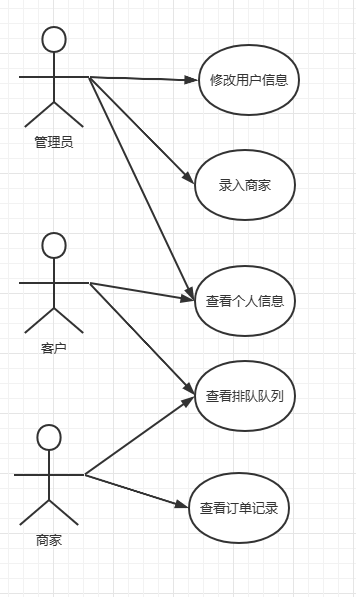 修改用户信息
管理员
录入商家
查看个人信息
客户
查看排队队列
查看订单记录
商家